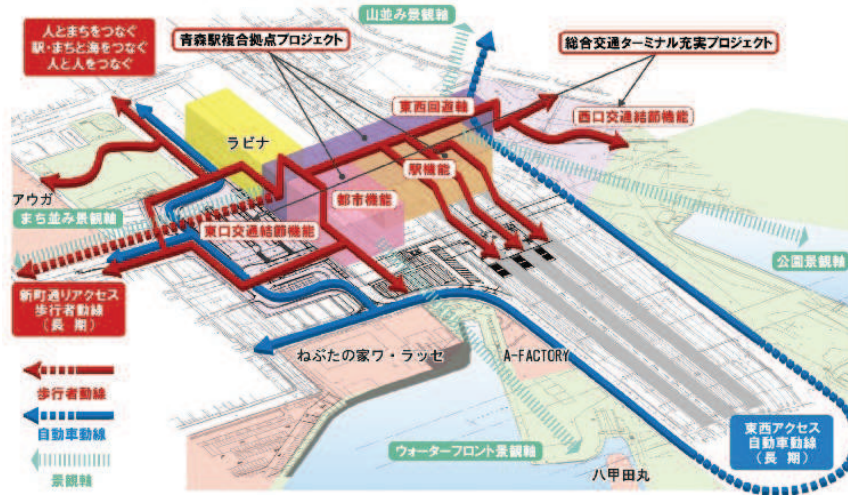 人とまちをつなぐ
駅・まちと海をつなぐ
人と人をつなぐ
青森駅複合拠点プロジェクト
山並み景観軸
総合交通ターミナル充実プロジェクト
東西回遊軸
西口交通結節機能
ラビナ
駅機能
アウガ
都市機能
まち並み景観軸
東口交通結節機能
公園景観軸
新町通りアクセス
歩行者動線
(長 期)
ねぶたの家ワ・ラッセ
A-FACTORY
歩行者動線
自動車動線
景観軸
ウォーターフロント景観軸
八甲田丸
東西アクセス
自動車動線
(長 期)